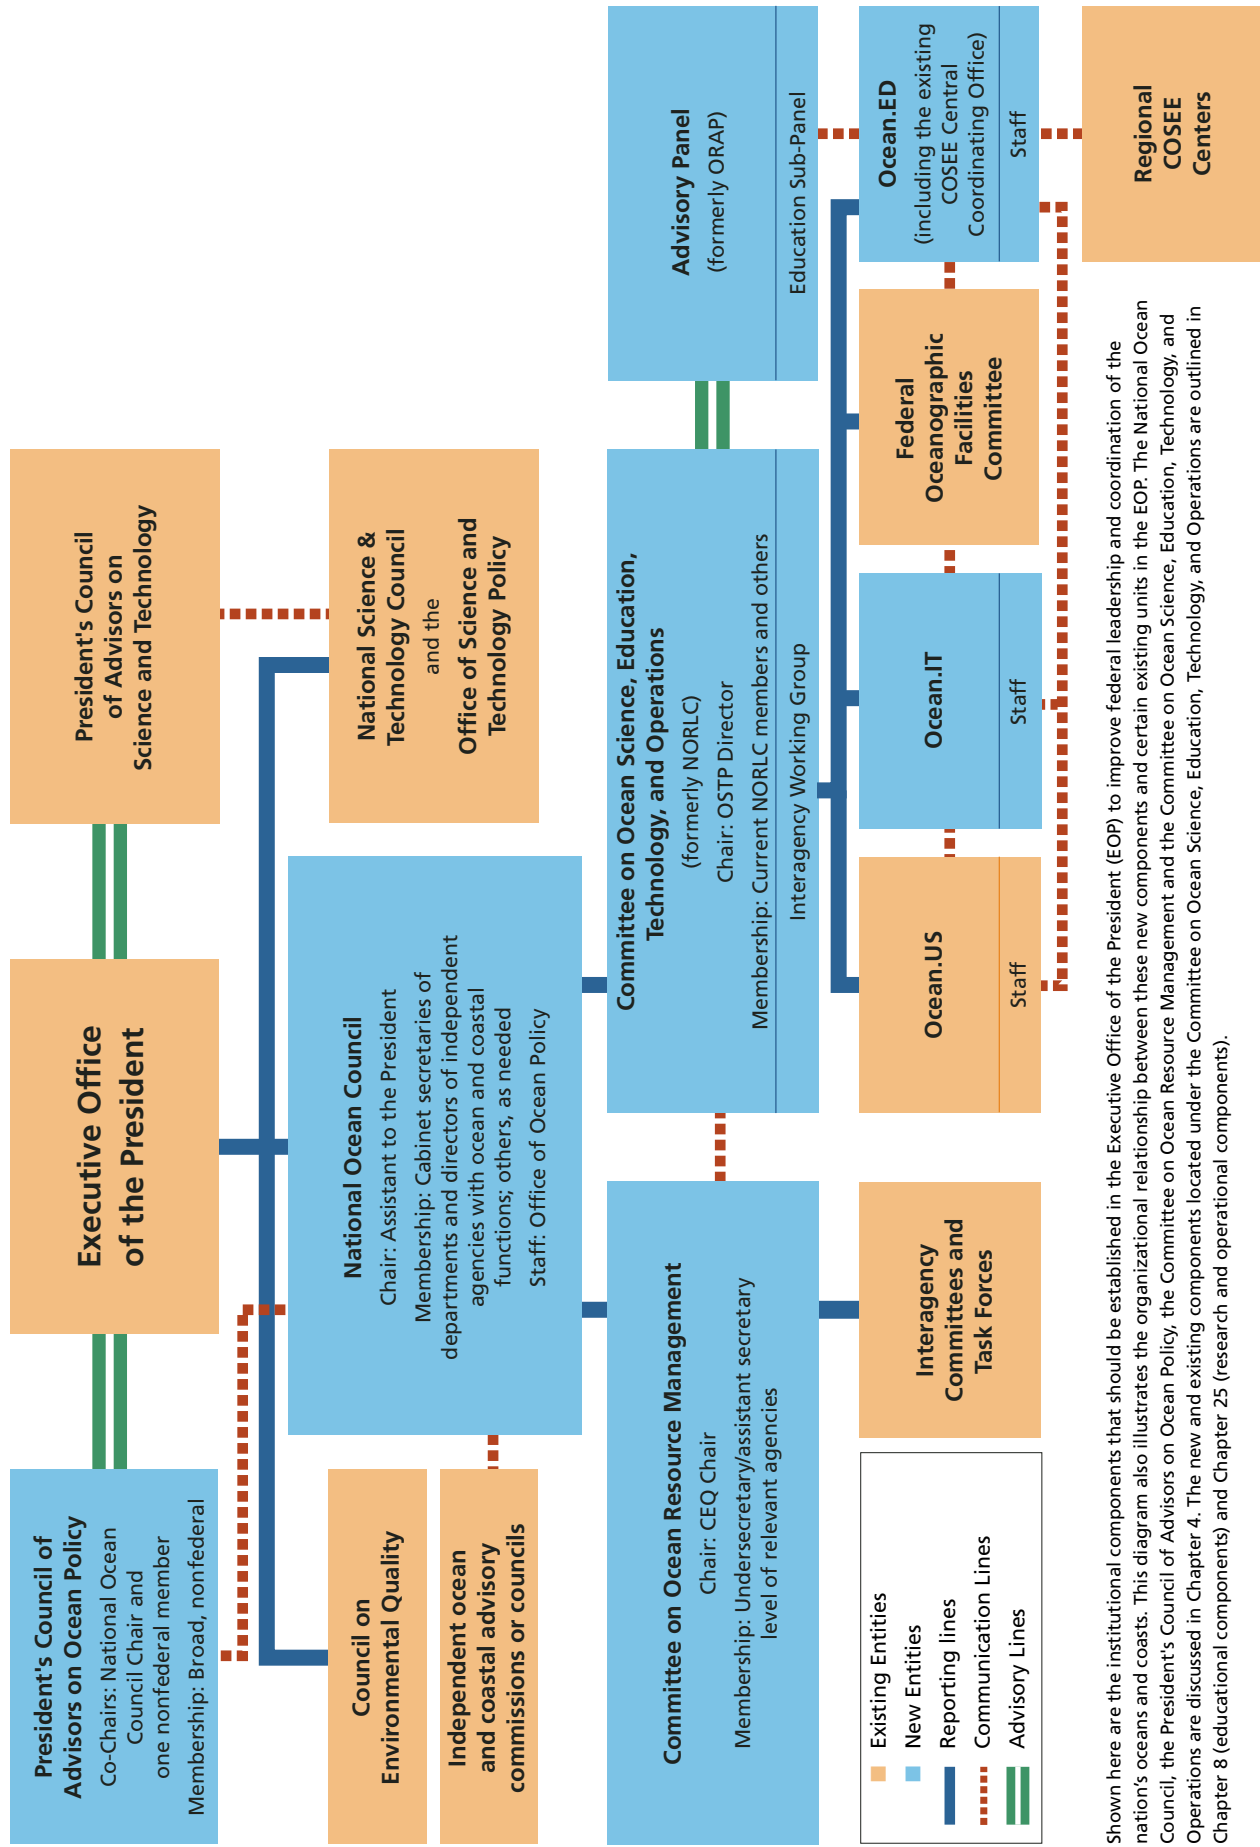 President's Council of
Advisors on Ocean Policy
Co-Chairs: National Ocean
Council Chair and
one nonfederal member
Membership: Broad, nonfederal
Executive Office
of the President
President's Council
of Advisors on
Science and Technology
Council on
Environmental Quality
Independent ocean
and coastal advisory
commissions or councils
National Ocean Council
Chair: Assistant to the President
Membership: Cabinet secretaries of
departments and directors of independent
agencies with ocean and coastal
functions; others, as needed
Staff: Office of Ocean Policy
National Science &
Technology Council
and the
Office of Science and
Technology Policy
Committee on Ocean Resource Management
Chair: CEQ Chair
Membership: Undersecretary/assistant secretary
level of relevant agencies
Committee on Ocean Science, Education,
Technology, and Operations
(formerly NORLC)
Chair: OSTP Director
Membership: Current NORLC members and others
Interagency Working Group
Advisory Panel
(formerly ORAP)
Education Sub-Panel
Existing Entities
New Entities
Reporting lines
Communication Lines
Advisory Lines
Interagency
Committees and
Task Forces
Ocean.US
Staff
Ocean.IT
Staff
Federal
Oceanographic
Facilities
Committee
Ocean.ED
(including the existing
COSEE Central
Coordinating Office)
Staff
Regional
COSEE
Centers
Shown here are the institutional components that should be established in the Executive Office of the President (EOP) to improve federal leadership and coordination of the
nation's oceans and coasts. This diagram also illustrates the organizational relationship between these new components and certain existing units in the EOP. The National Ocean
Council, the President's Council of Advisors on Ocean Policy, the Committee on Ocean Resource Management and the Committee on Ocean Science, Education, Technology, and
Operations are discussed in Chapter 4. The new and existing components located under the Committee on Ocean Science, Education, Technology, and Operations are outlined in
Chapter 8 (educational components) and Chapter 25 (research and operational components).